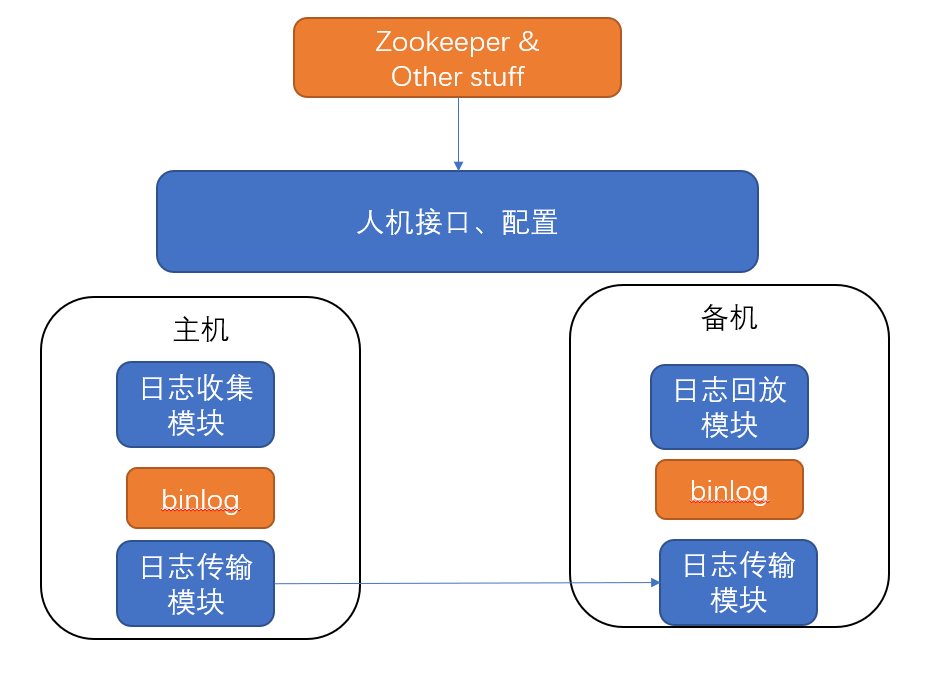 Zookeeper &
Other stuff
人机接口、配置
主机
日志收集
模块
binlog
日志传输
模块
备机
日志回放
模块
binlog
日志传输
模块